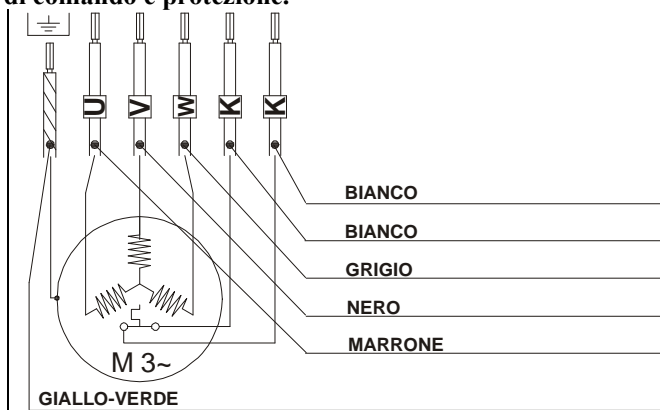 di comando e protezione.
U V W K K
BIANCO
BIANCO
GRIGIO
NERO
MARRONE
M 3~
GIALLO-VERDE